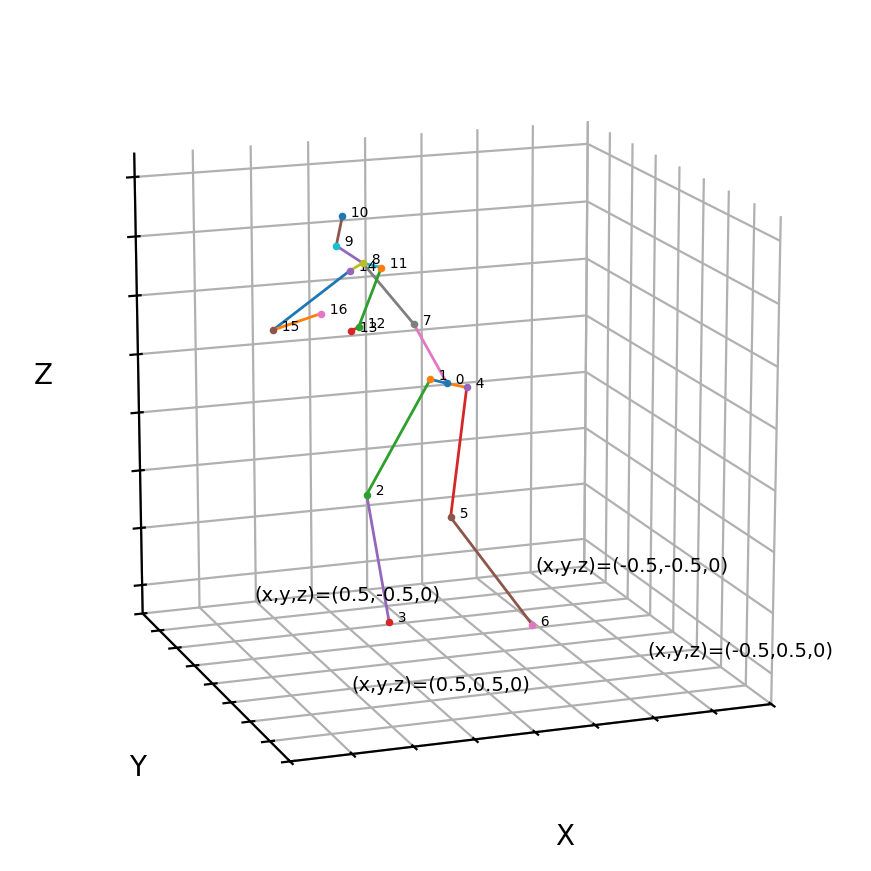 10
9
8
14
11
16
15
13
12
7
1
0
4
Z
2
5
(x,y,z)=(-0.5,-0.5,0)
(x,y,z)=(0.5,-0.5,0)
3
6
(x,y,z)=(-0.5,0.5,0)
(x,y,z)=(0.5,0.5,0)
Y
X